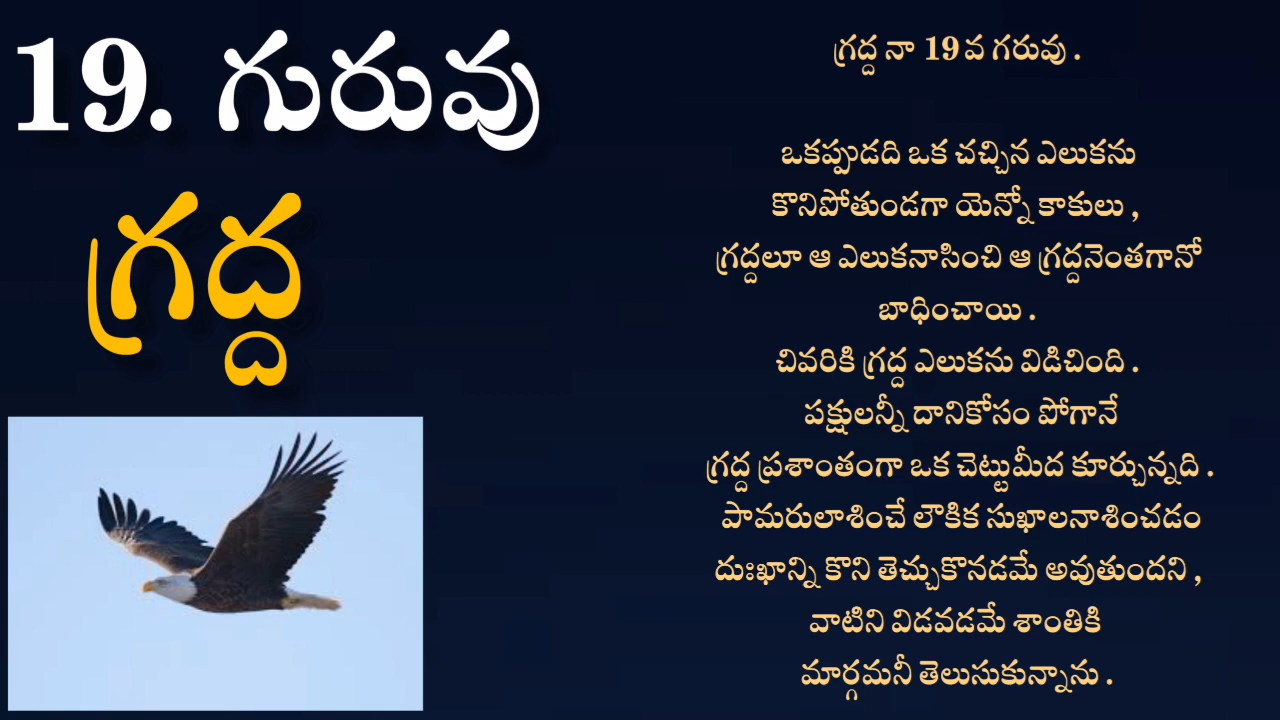 19. గురువు
గ్రద్ద
గ్రద్ద నా 19 వ గరువు .
ఒకప్పుడది ఒక చచ్చిన ఎలుకను
కొనిపోతుండగా యెన్నో కాకులు ,
గ్రద్దలూ ఆ ఎలుకనాసించి ఆ గ్రద్దనెంతగానో
బాధించాయి .
చివరికి గ్రద్ద ఎలుకను విడిచింది .
పక్షులన్నీ దానికోసం పోగానే
గ్రద్ద ప్రశాంతంగా ఒక చెట్టుమీద కూర్చున్నది .
పామరులాశించే లౌకిక సుఖాలనాశించడం
దుఃఖాన్ని కొని తెచ్చుకొనడమే అవుతుందని ,
వాటిని విడవడమే శాంతికి
మార్గమనీ తెలుసుకున్నాను .